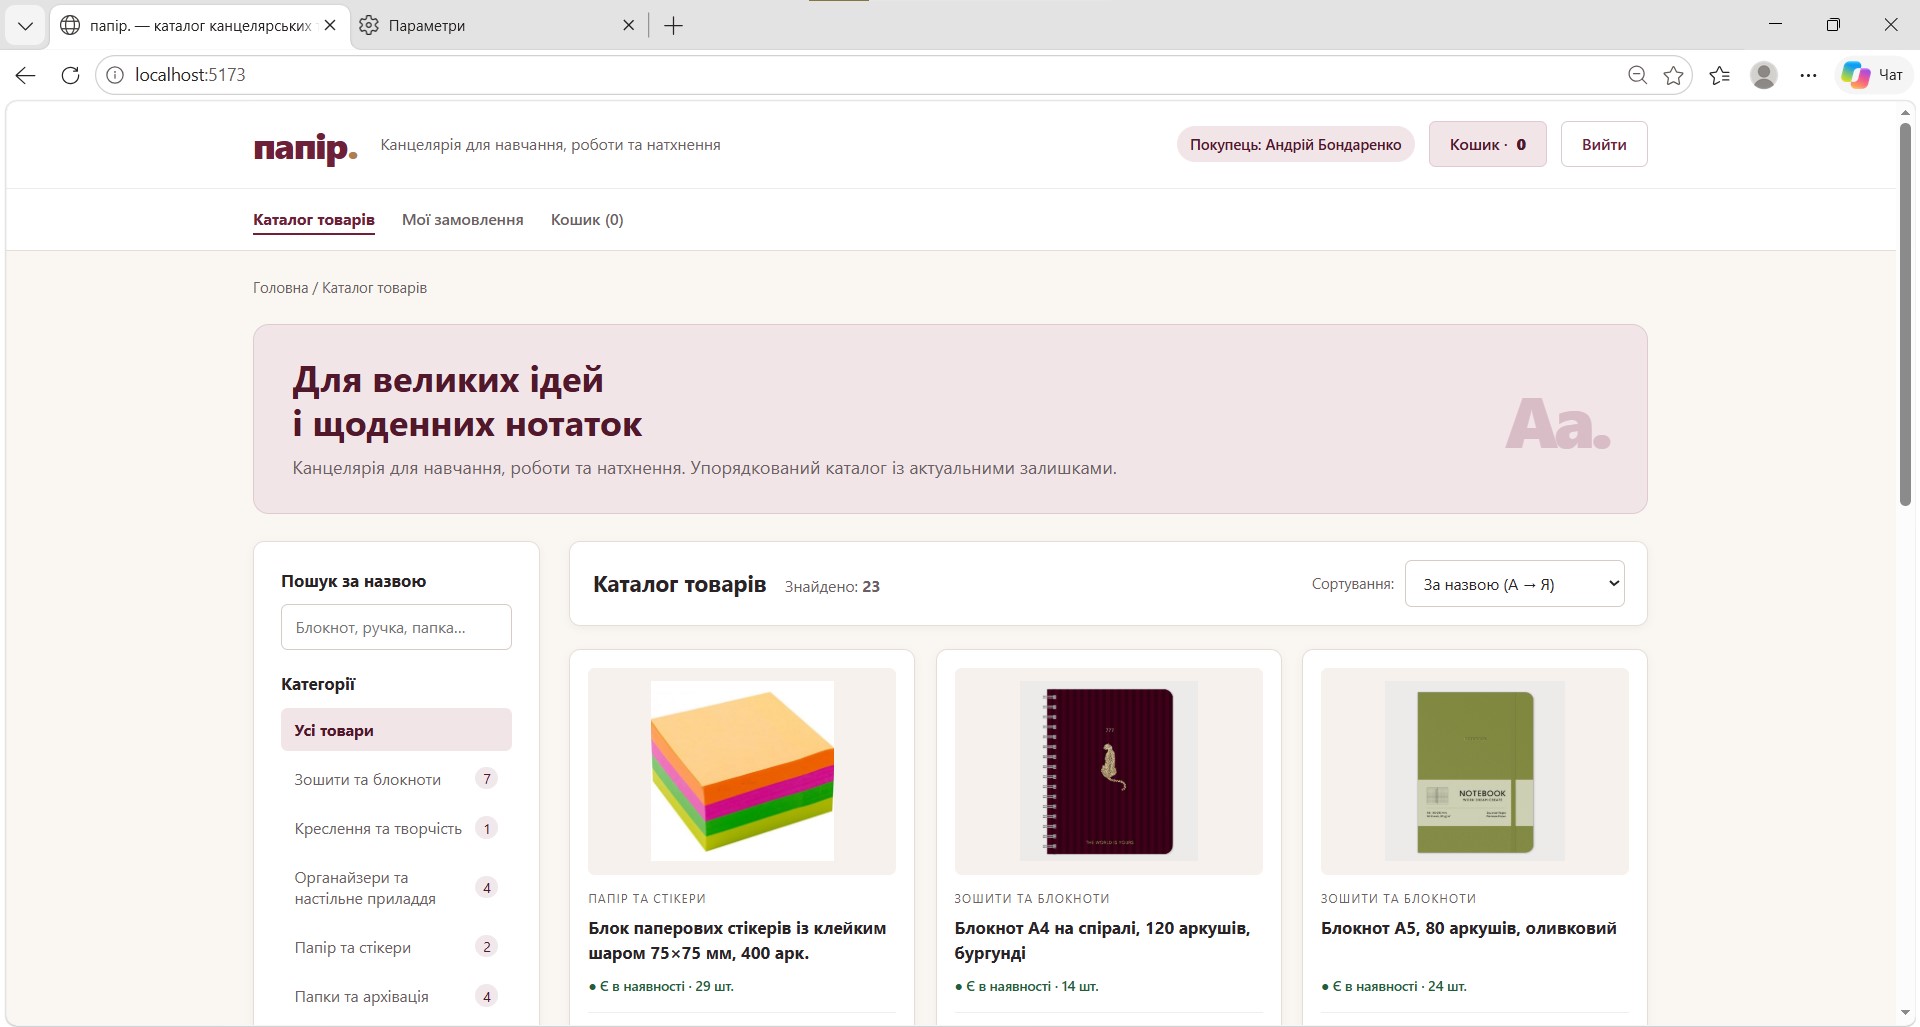 папір. — каталог канцелярських
Параметри
localhost:5173
Чат
папір.
Канцелярія для навчання, роботи та натхнення
Покупець: Андрій Бондаренко
Кошик · 0
Вийти
Каталог товарів
Мої замовлення
Кошик (0)
Головна / Каталог товарів
Для великих ідей
і щоденних нотаток
Канцелярія для навчання, роботи та натхнення. Упорядкований каталог із актуальними залишками.
Aa.
Пошук за назвою
Блокнот, ручка, папка...
Категорії
Усі товари
Зошити та блокноти 7
Креслення та творчість 1
Органайзери та
настільне приладдя 4
Папір та стікери 2
Папки та архівація 4
Каталог товарів
Знайдено: 23
Сортування:
За назвою (А → Я)
ПАПІР ТА СТІКЕРИ
Блок паперових стікерів із клейким
шаром 75×75 мм, 400 арк.
● Є в наявності · 29 шт.
ЗОШИТИ ТА БЛОКНОТИ
Блокнот А4 на спіралі, 120 аркушів,
бургунді
● Є в наявності · 14 шт.
NOTEBOOK
ЗОШИТИ ТА БЛОКНОТИ
Блокнот А5, 80 аркушів, оливковий
● Є в наявності · 24 шт.